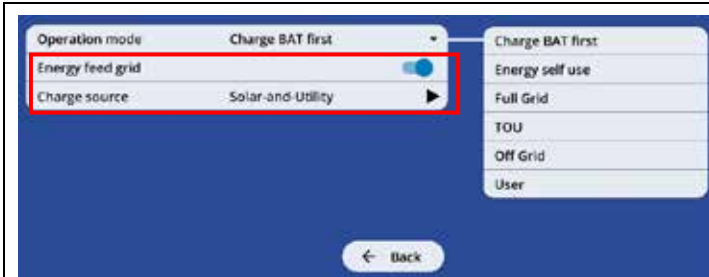 Operation mode Charge BAT first
Energy feed grid
Charge source Solar-and-Utility
Charge BAT first
Energy self use
Full Grid
TOU
Off Grid
User
← Back